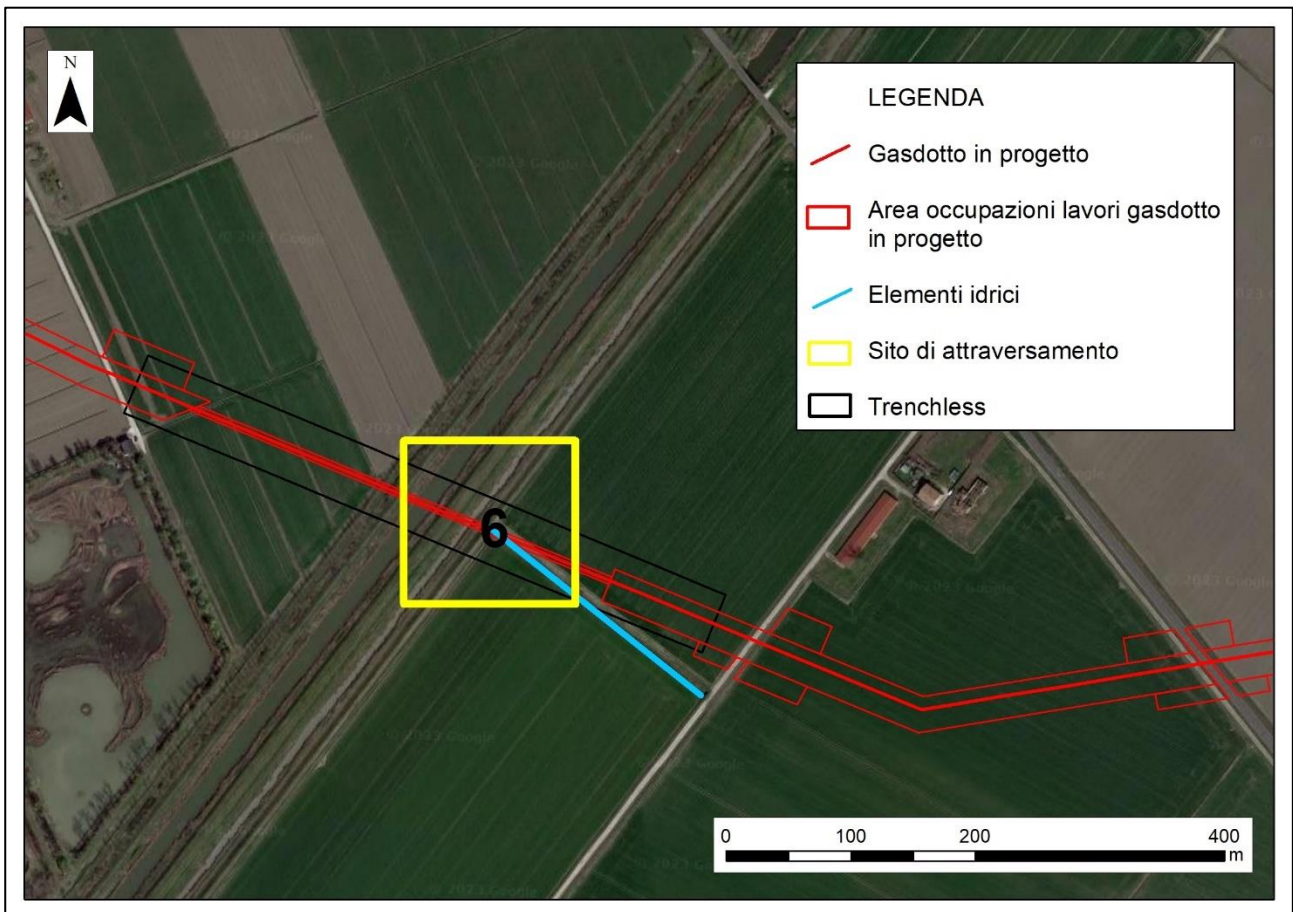 N
LEGENDA
Gasdotto in progetto
Area occupazioni lavori gasdotto
in progetto
Elementi idrici
Sito di attraversamento
Trenchless
6
0 100 200 400
m